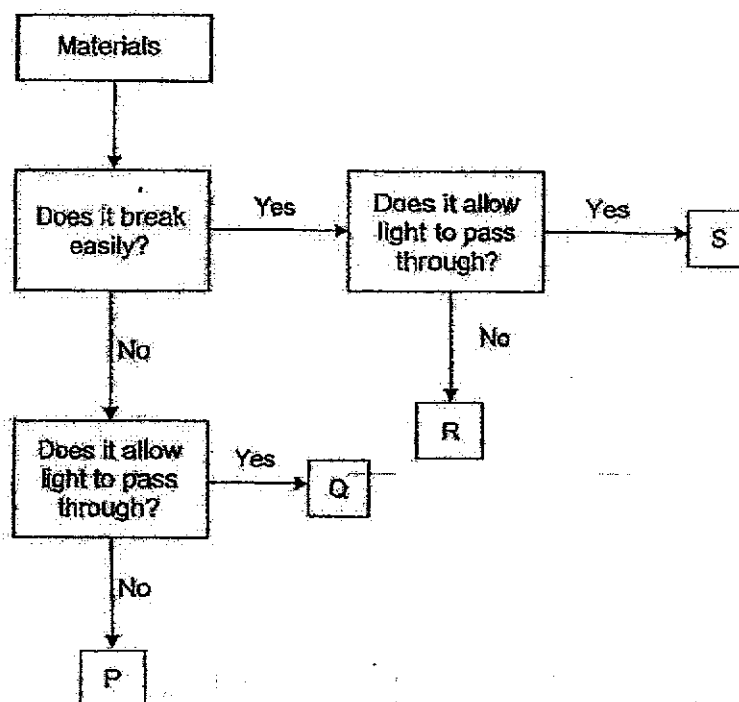 Materials
Does it break
easily?
Yes
Does it allow
light to pass
through?
Yes
S
No
No
R
Does it allow
light to pass
through?
Yes
Q
No
P